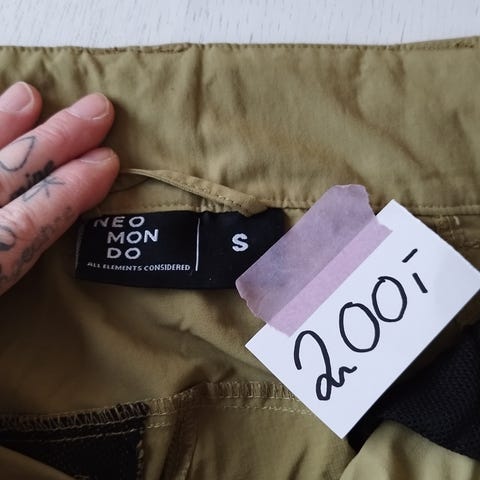 NEO
MON
DO
ALL ELEMENTS CONSIDERED
S
200,-